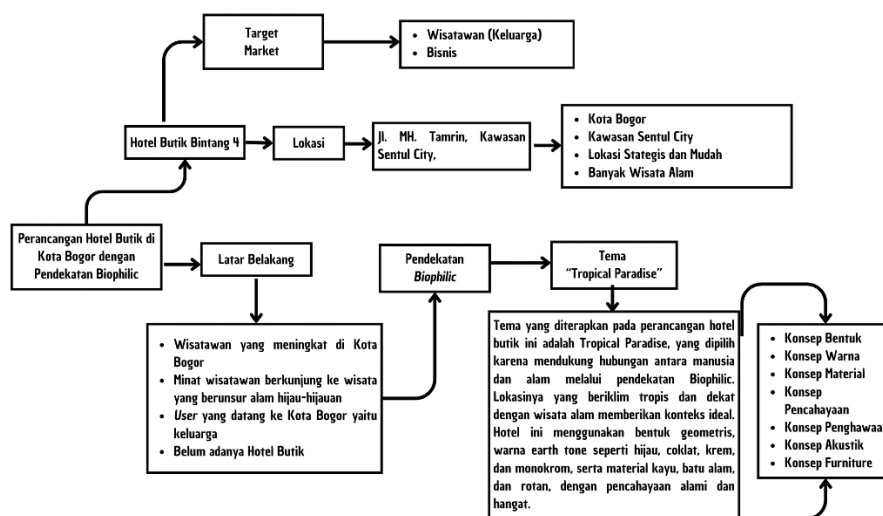 Target
Market
• Wisatawan (Keluarga)
• Bisnis
Hotel Butik Bintang 4
Lokasi
Jl. MH. Tamrin, Kawasan
Sentul City,
• Kota Bogor
• Kawasan Sentul City
• Lokasi Stategis dan Mudah
• Banyak Wisata Alam
Perancangan Hotel Butik di
Kota Bogor dengan
Pendekatan Biophilic
Latar Belakang
Pendekatan
Biophilic
Tema
“Tropical Paradise”
• Wisatawan yang meningkat di Kota
Bogor
• Minat wisatawan berkunjung ke wisata
yang berunsur alam hijau-hijauan
• User yang datang ke Kota Bogor yaitu
keluarga
• Belum adanya Hotel Butik
Tema yang diterapkan pada perancangan hotel
butik ini adalah Tropical Paradise, yang dipilih
karena mendukung hubungan antara manusia
dan alam melalui pendekatan Biophilic.
Lokasinya yang beriklim tropis dan dekat
dengan wisata alam memberikan konteks ideal.
Hotel ini menggunakan bentuk geometris,
warna earth tone seperti hijau, coklat, krem,
dan monokrom, serta material kayu, batu alam,
dan rotan, dengan pencahayaan alami dan
hangat.
• Konsep Bentuk
• Konsep Warna
• Konsep Material
• Konsep
Pencahayaan
• Konsep Penghawaa
• Konsep Akustik
• Konsep Furniture